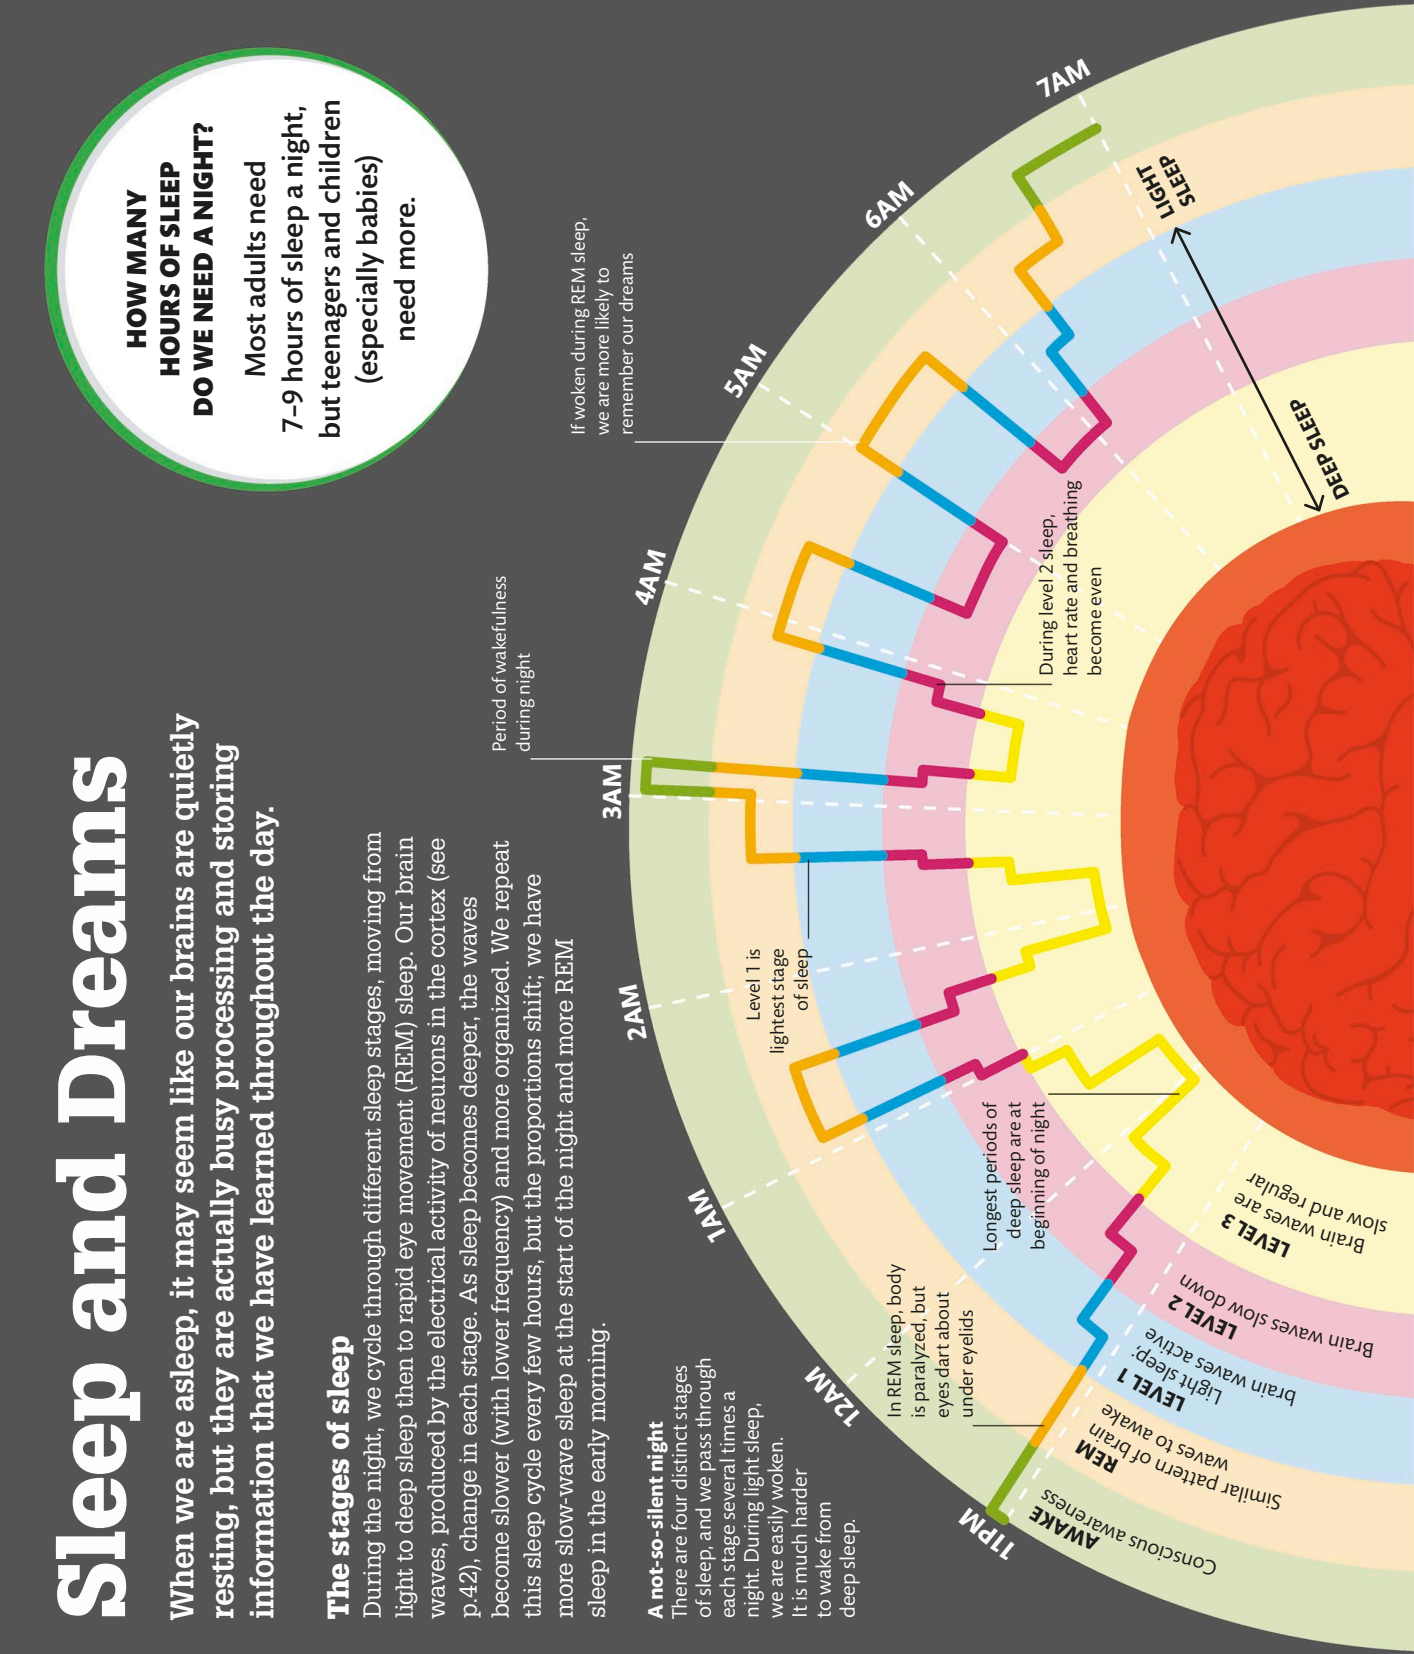 Sleep and Dreams
When we are asleep, it may seem like our brains are quietly
resting, but they are actually busy processing and storing
information that we have learned throughout the day.
The stages of sleep
During the night, we cycle through different sleep stages, moving from
light to deep sleep then to rapid eye movement (REM) sleep. Our brain
waves, produced by the electrical activity of neurons in the cortex (see
p.42), change in each stage. As sleep becomes deeper, the waves
become slower (with lower frequency) and more organized. We repeat
this sleep cycle every few hours, but the proportions shift; we have
more slow-wave sleep at the start of the night and more REM
sleep in the early morning.
A not-so-silent night
There are four distinct stages
of sleep, and we pass through
each stage several times a
night. During light sleep,
we are easily woken.
It is much harder
to wake from
deep sleep.
HOW MANY
HOURS OF SLEEP
DO WE NEED A NIGHT?
Most adults need
7–9 hours of sleep a night,
but teenagers and children
(especially babies)
need more.
11PM
12AM
1AM
2AM
3AM
4AM
5AM
6AM
7AM
Period of wakefulness
during night
If woken during REM sleep,
we are more likely to
remember our dreams
Level 1 is
lightest stage
of sleep
In REM sleep, body
is paralyzed, but
eyes dart about
under eyelids
Longest periods of
deep sleep are at
beginning of night
During level 2 sleep,
heart rate and breathing
become even
AWAKE
Conscious awareness
REM
Similar pattern of brain
waves to awake
LEVEL 1
Light sleep;
brain waves active
LEVEL 2
Brain waves slow down
LEVEL 3
Brain waves are
slow and regular
LIGHT
SLEEP
DEEP SLEEP